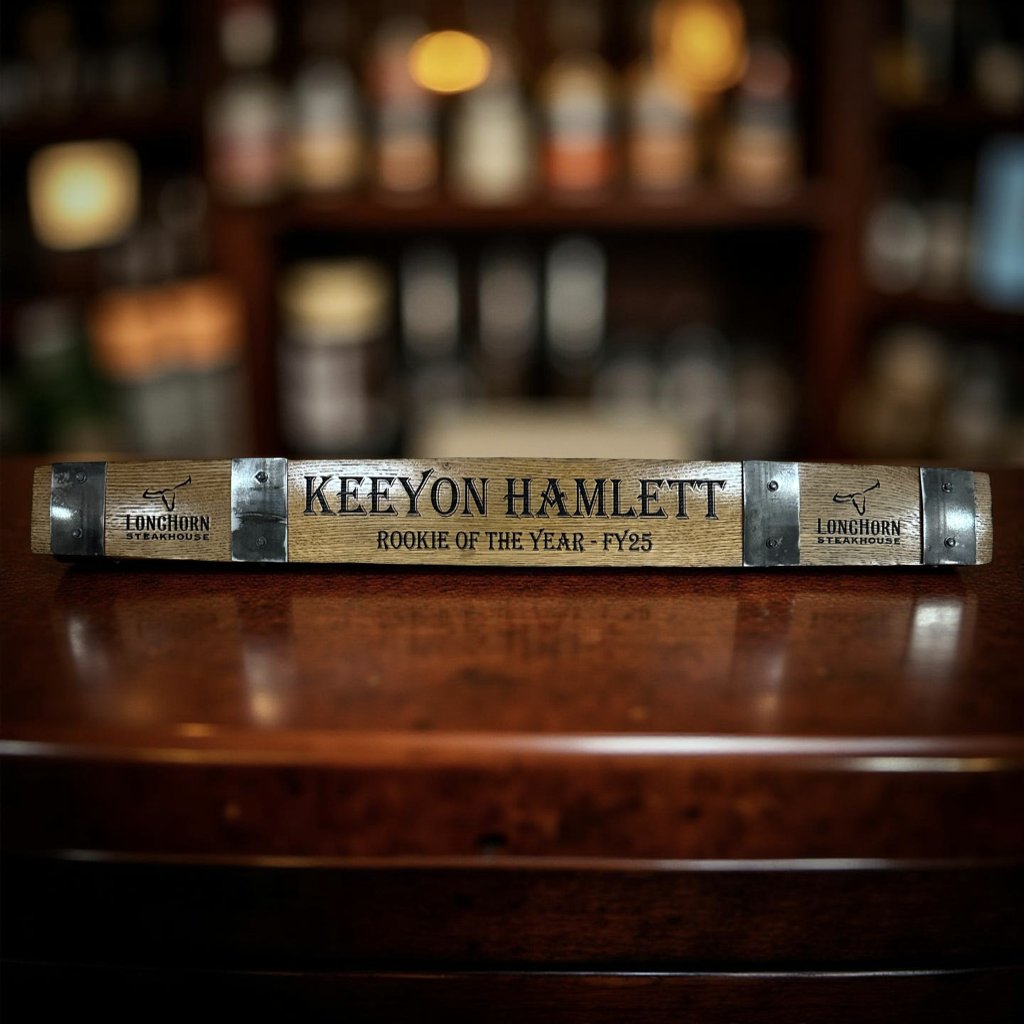 LONGHORN
STEAKHOUSE
KEEYON HAMLETT
ROOKIE OF THE YEAR - FY25
LONGHORN
STEAKHOUSE